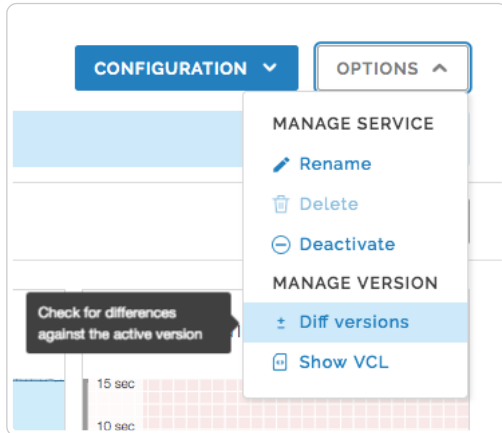 CONFIGURATION
OPTIONS
MANAGE SERVICE
Rename
Delete
Deactivate
MANAGE VERSION
Check for differences
against the active version
Diff versions
Show VCL
15 sec
10 sec